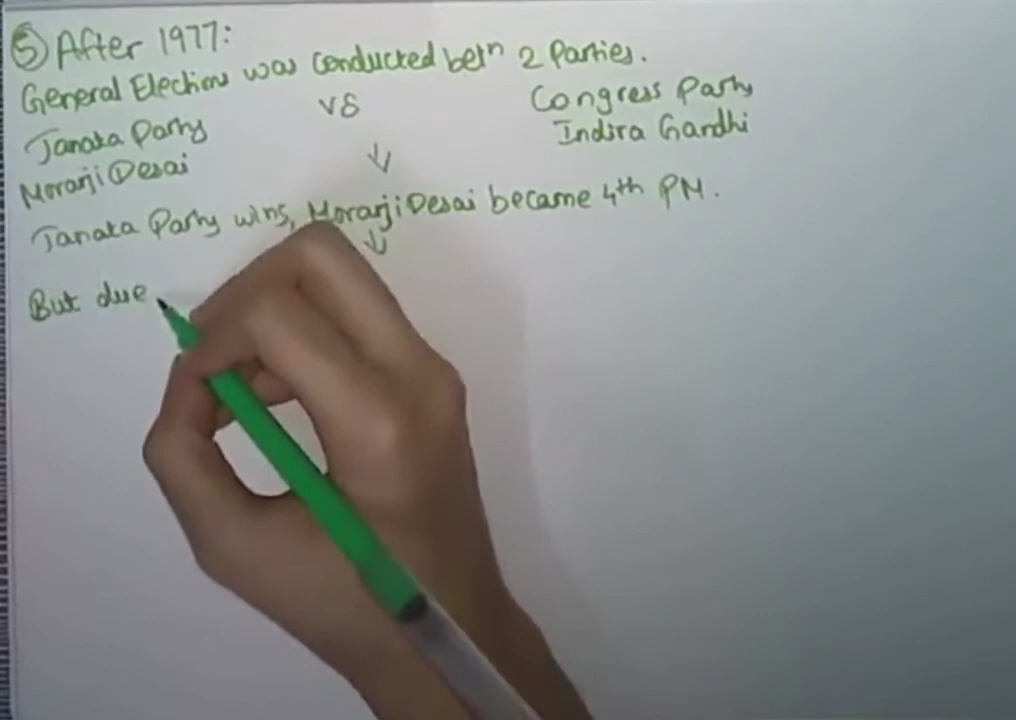 ⑤ After 1977:
General Election was conducted betn 2 Parties.
Janata Party vs Congress Party
Morarji Desai Indira Gandhi
Janata Party wins, Morarji Desai became 4th PM.
But due